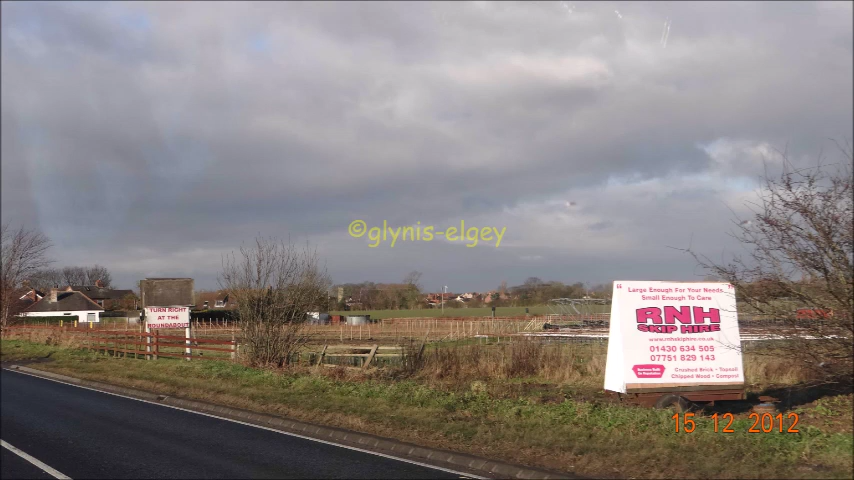 ©glynis-elgey
TURN RIGHT
AT THE
ROUNDABOUT
"Large Enough For Your Needs,
Small Enough To Care"
RNH
SKIP HIRE
www.rnhskiphire.co.uk
01430 634 505
07751 829 143
Crushed Brick • Topsoil
Chipped Wood • Compost
15 12 2012